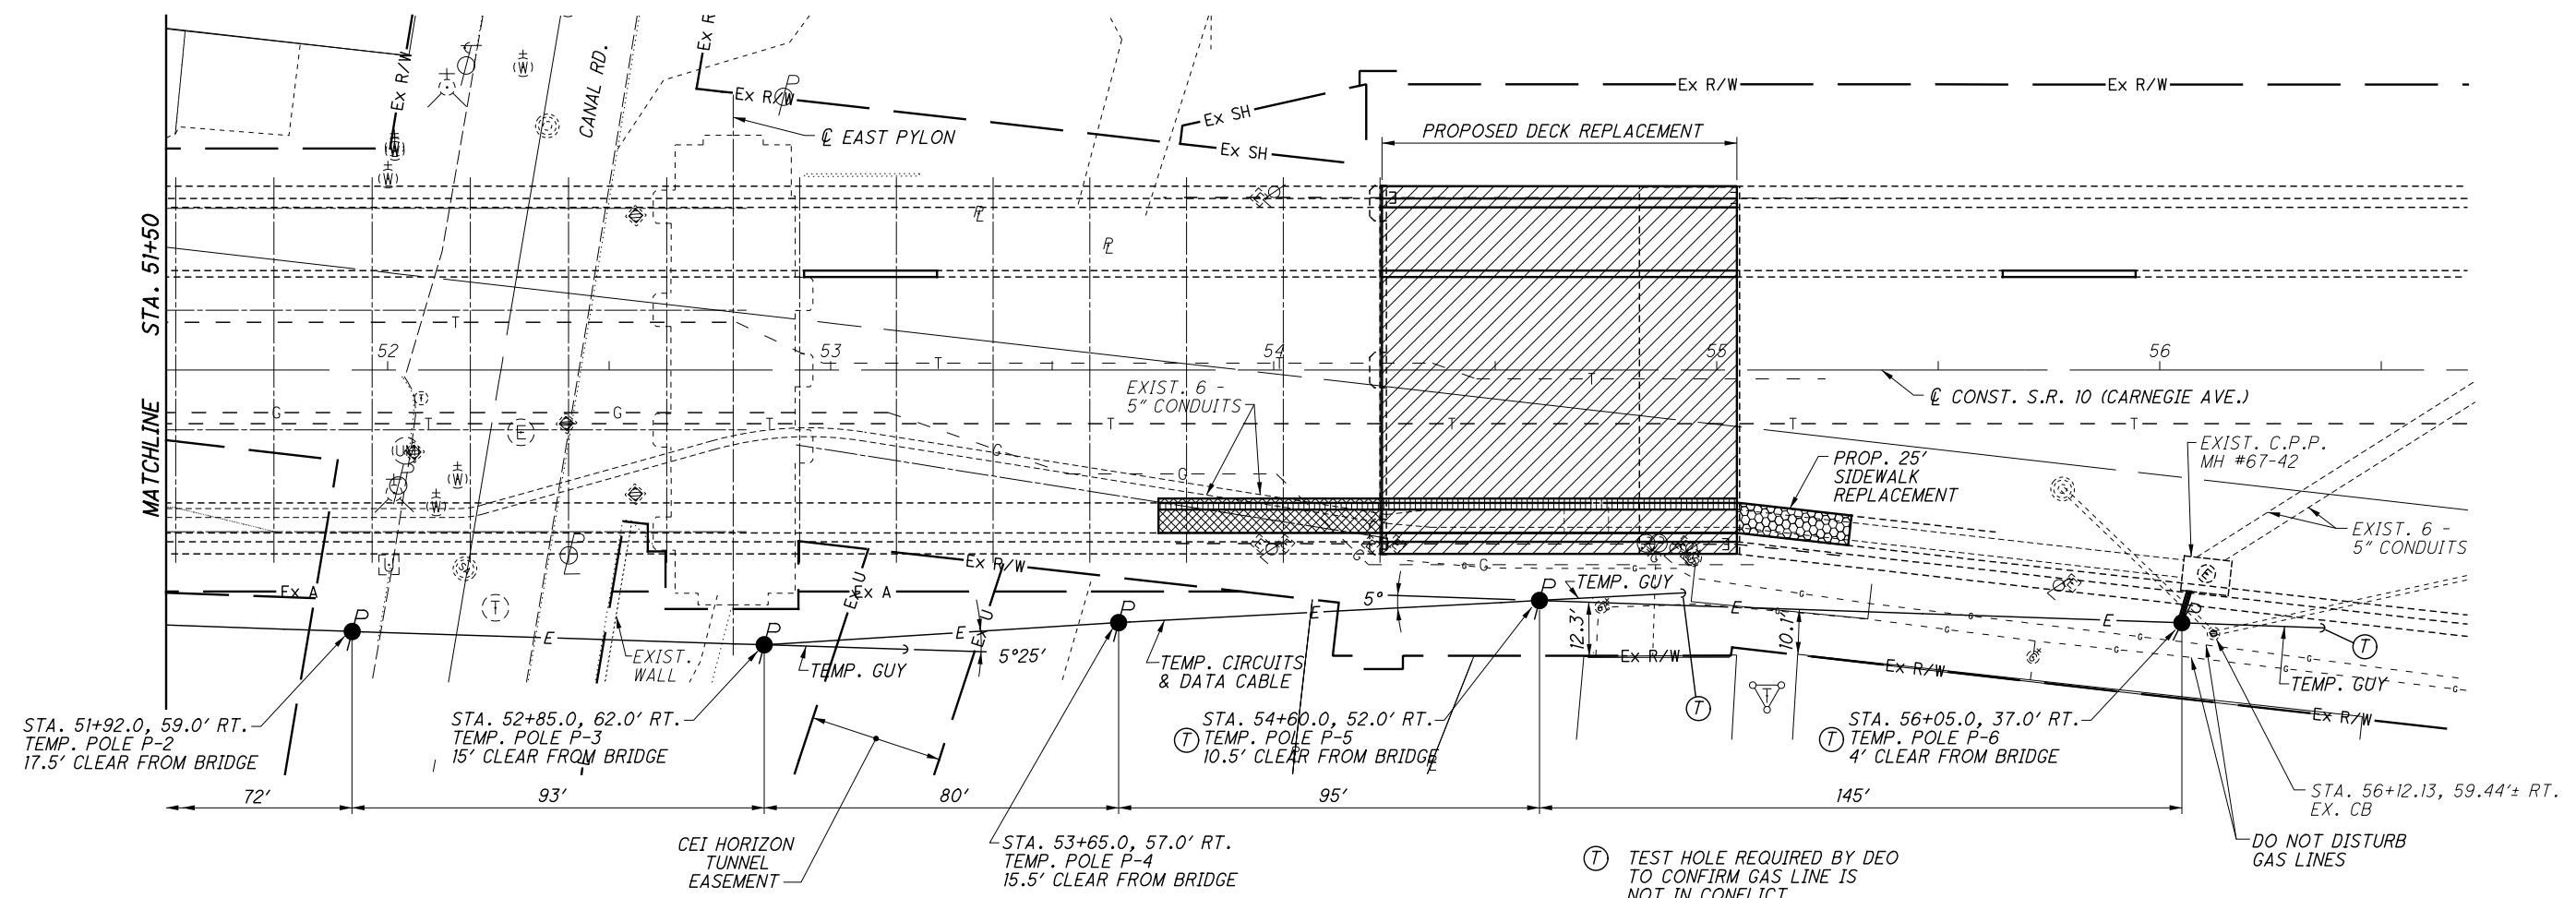 Ex R/W
CANAL RD.
Ex R
Ex R/W
℄ EAST PYLON
Ex SH
Ex SH
Ex R/W
Ex R/W
PROPOSED DECK REPLACEMENT
MATCHLINE STA. 51+50
52
53
54
55
56
EXIST. 6 -
5" CONDUITS
℄ CONST. S.R. 10 (CARNEGIE AVE.)
PROP. 25'
SIDEWALK
REPLACEMENT
EXIST. C.P.P.
MH #67-42
EXIST. 6 -
5" CONDUITS
Ex A
Ex A
Ex U
Ex U
Ex R/W
EXIST.
WALL
TEMP. GUY
5°25'
TEMP. CIRCUITS
& DATA CABLE
5°
TEMP. GUY
12.3'
10.1'
Ex R/W
Ex R/W
TEMP. GUY
Ex R/W
STA. 51+92.0, 59.0' RT.
TEMP. POLE P-2
17.5' CLEAR FROM BRIDGE
STA. 52+85.0, 62.0' RT.
TEMP. POLE P-3
15' CLEAR FROM BRIDGE
T STA. 54+60.0, 52.0' RT.
TEMP. POLE P-5
10.5' CLEAR FROM BRIDGE
T STA. 56+05.0, 37.0' RT.
TEMP. POLE P-6
4' CLEAR FROM BRIDGE
72'
93'
80'
95'
145'
STA. 56+12.13, 59.44'± RT.
EX. CB
DO NOT DISTURB
GAS LINES
CEI HORIZON
TUNNEL
EASEMENT
STA. 53+65.0, 57.0' RT.
TEMP. POLE P-4
15.5' CLEAR FROM BRIDGE
T TEST HOLE REQUIRED BY DEO
TO CONFIRM GAS LINE IS
NOT IN CONFLICT